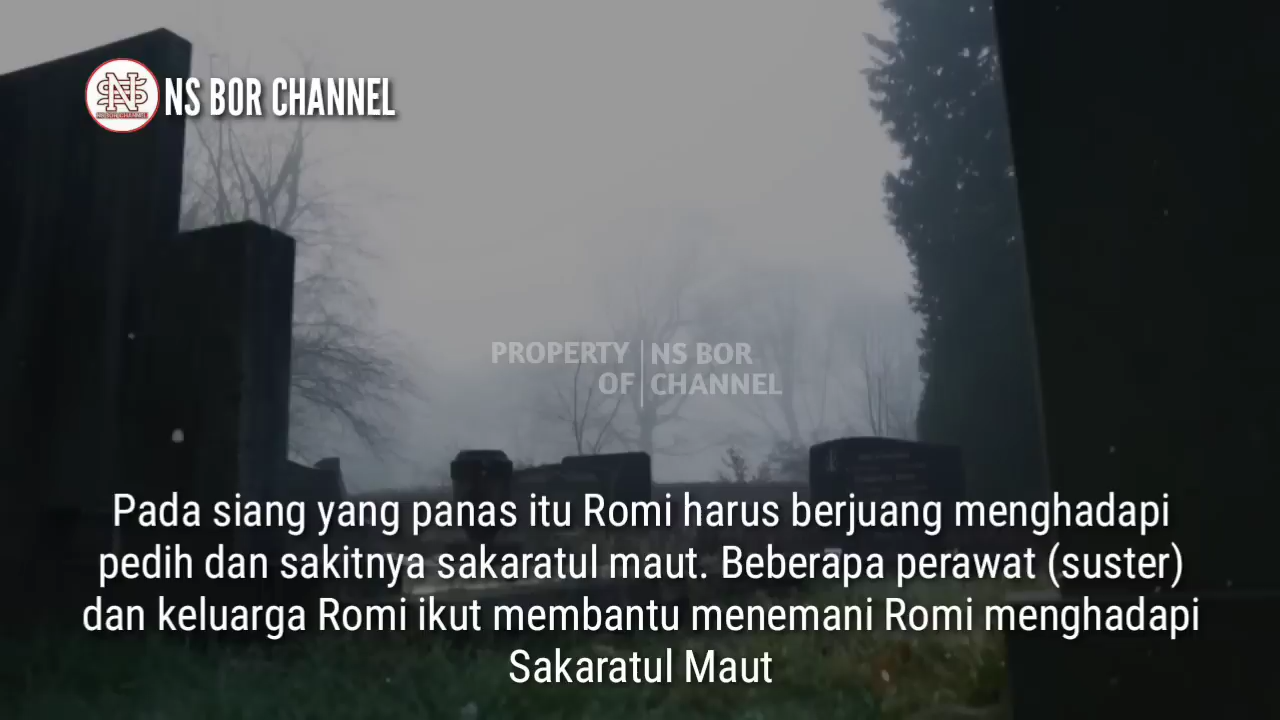 NS BOR CHANNEL
PROPERTY OF
NS BOR CHANNEL
Pada siang yang panas itu Romi harus berjuang menghadapi
pedih dan sakitnya sakaratul maut. Beberapa perawat (suster)
dan keluarga Romi ikut membantu menemani Romi menghadapi
Sakaratul Maut